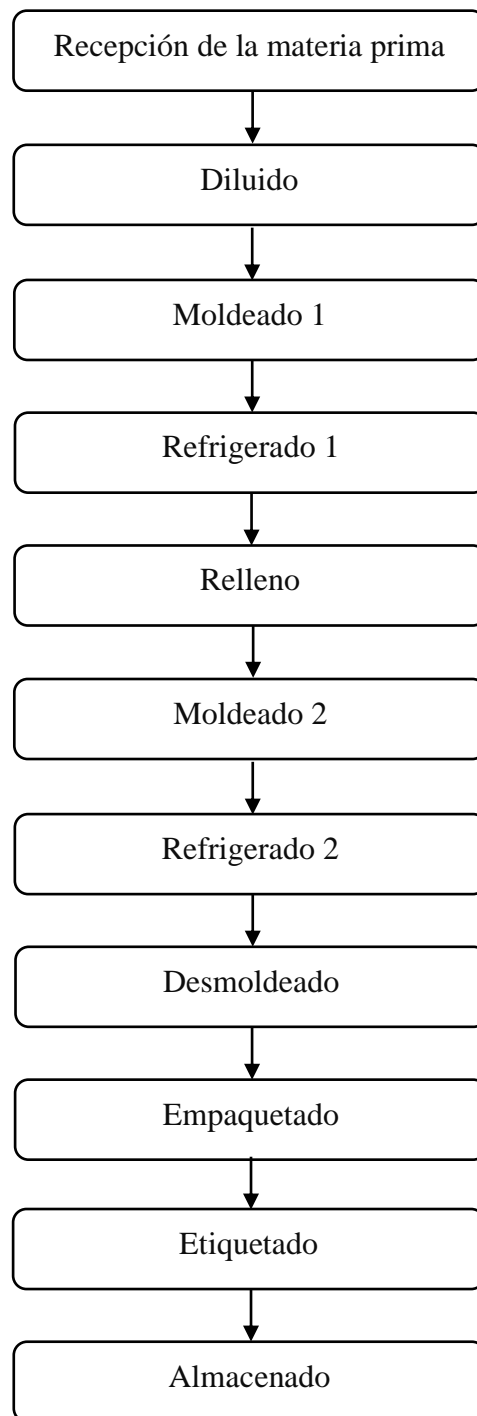 Recepción de la materia prima
Diluido
Moldeado 1
Refrigerado 1
Relleno
Moldeado 2
Refrigerado 2
Desmoldeado
Empaquetado
Etiquetado
Almacenado